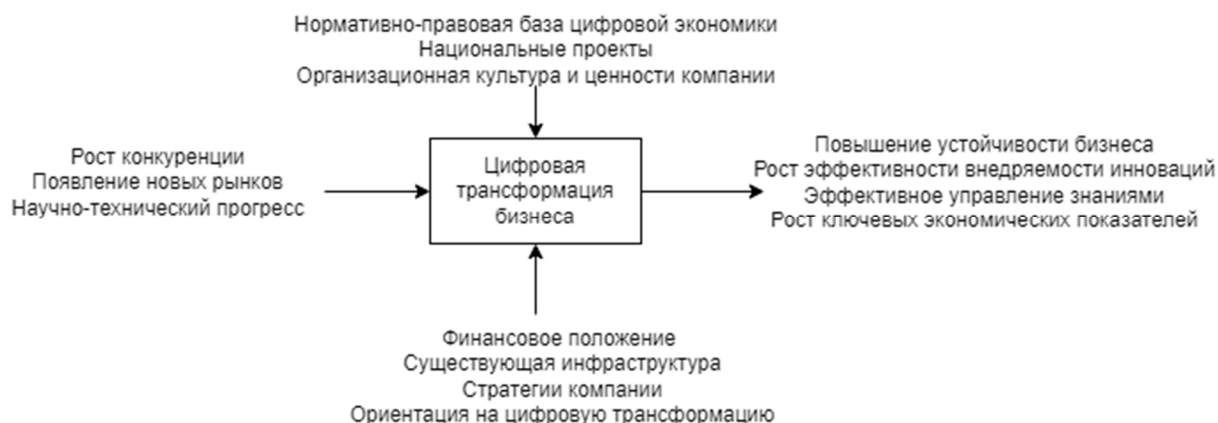 Нормативно-правовая база цифровой экономики
Национальные проекты
Организационная культура и ценности компании
Рост конкуренции
Появление новых рынков
Научно-технический прогресс
Цифровая
трансформация
бизнеса
Повышение устойчивости бизнеса
Рост эффективности внедряемости инноваций
Эффективное управление знаниями
Рост ключевых экономических показателей
Финансовое положение
Существующая инфраструктура
Стратегии компании
Ориентация на цифровую трансформацию